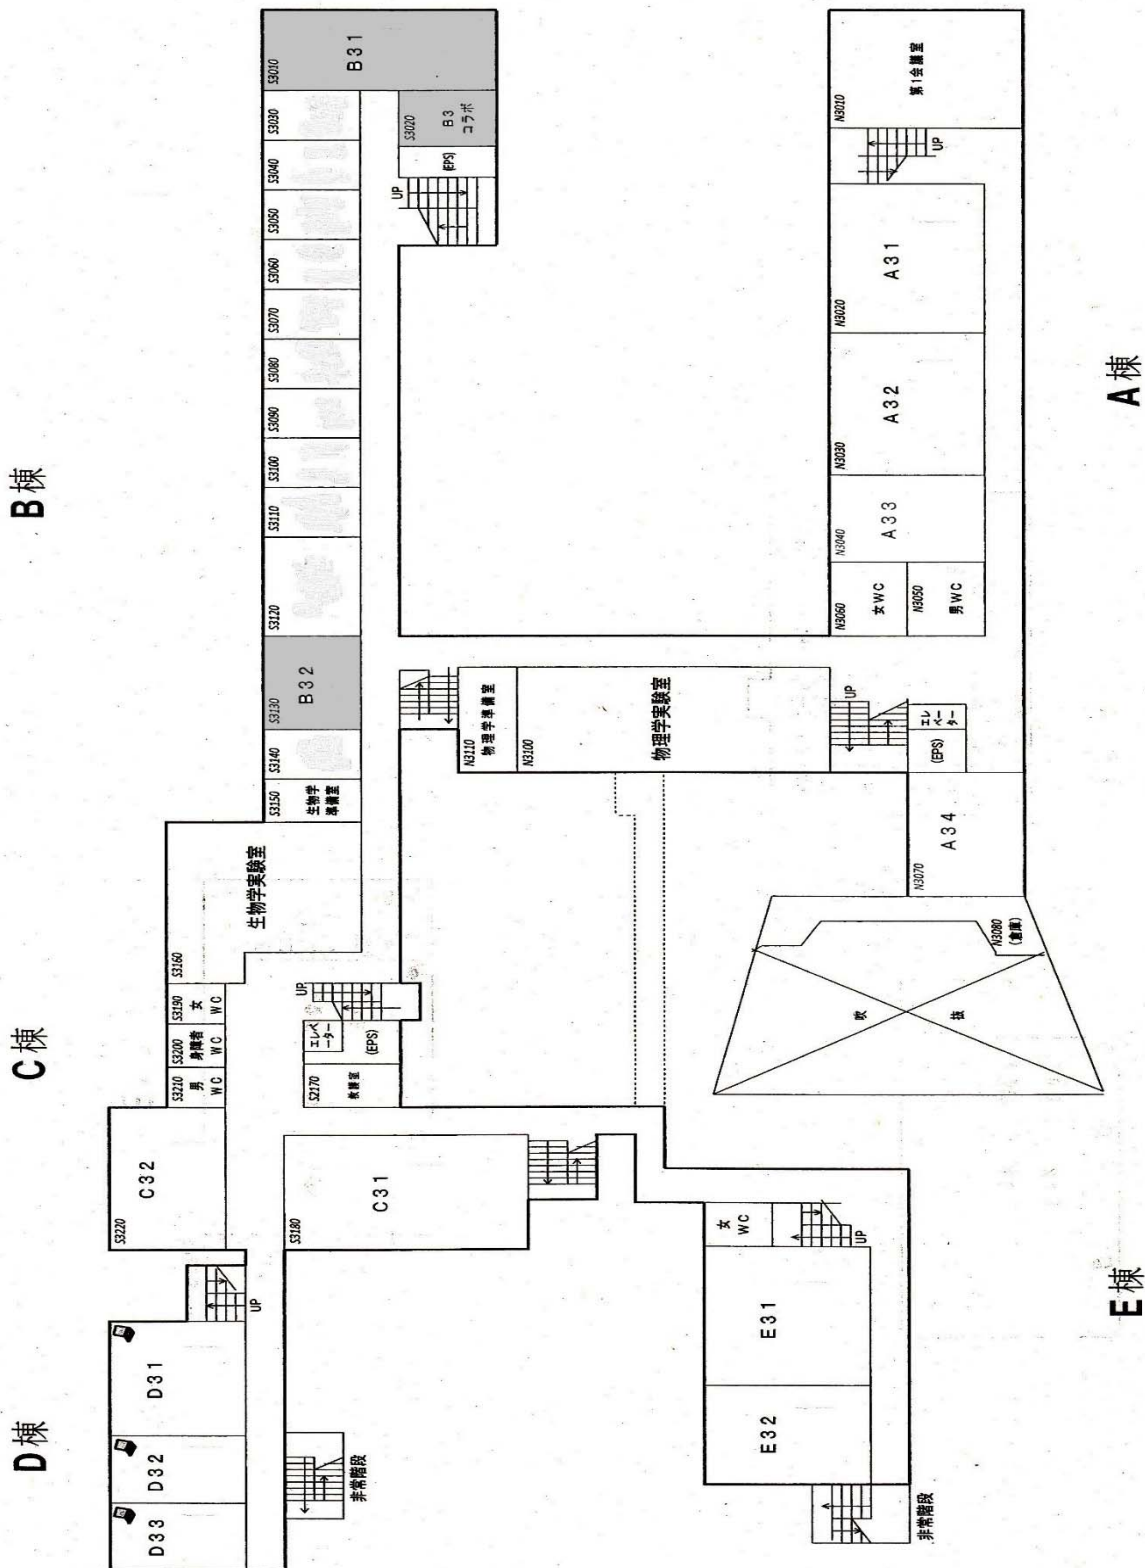 D棟
C棟
B棟
D33
D32
D31
UP
非常階段
S3220
C32
S3210
男
WC
S3200
身障者
WC
S3190
女
WC
S3160
生物学実験室
S3150
生物学
準備室
S3140
S3130
B32
S3120
S3110
S3100
S3090
S3080
S3070
S3060
S3050
S3040
S3030
S3010
B31
S3180
C31
S2170
救護室
エレベ
ーター
(EPS)
UP
UP
(EPS)
S3020
B3
コラボ
N3110
物理学準備室
N3100
物理学実験室
UP
エレ
ベー
ター
(EPS)
女
WC
UP
E31
E32
非常階段
吹
抜
N3080
(倉庫)
N3070
A34
N3060
女WC
N3050
男WC
N3040
A33
N3030
A32
N3020
A31
UP
N3010
第1会議室
E棟
A棟